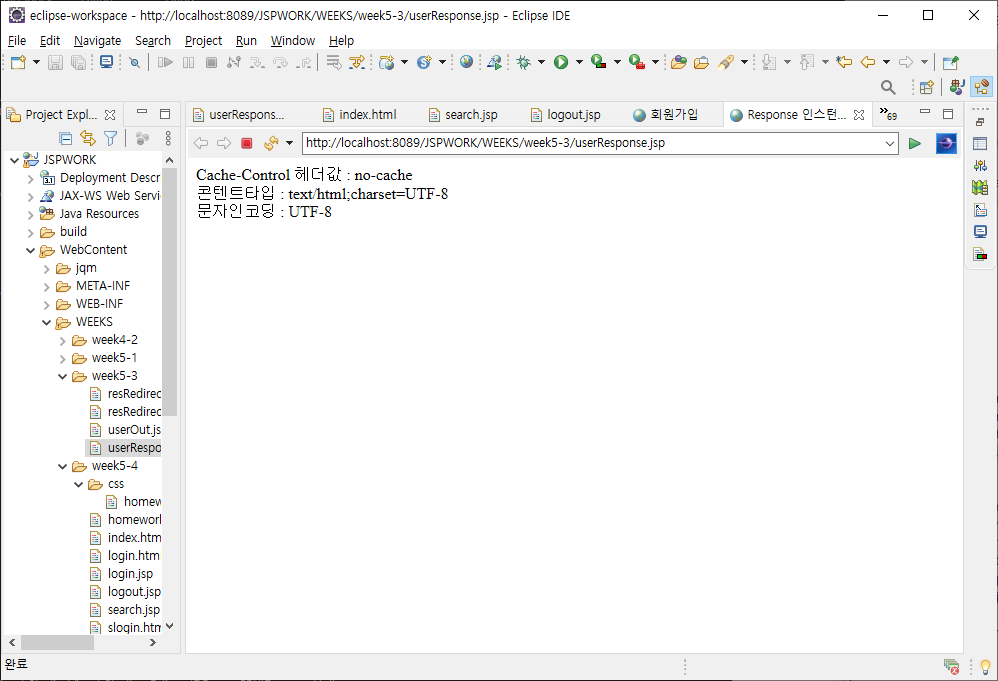 eclipse-workspace - http://localhost:8089/JSPWORK/WEEKS/week5-3/userResponse.jsp - Eclipse IDE
File Edit Navigate Search Project Run Window Help
Project Expl...
userRespons... index.html search.jsp logout.jsp 회원가입 Response 인스턴... »69
http://localhost:8089/JSPWORK/WEEKS/week5-3/userResponse.jsp
Cache-Control 헤더값 : no-cache
콘텐트타입 : text/html;charset=UTF-8
문자인코딩 : UTF-8
JSPWORK
Deployment Descr
JAX-WS Web Servi
Java Resources
build
WebContent
jqm
META-INF
WEB-INF
WEEKS
week4-2
week5-1
week5-3
resRedirec
resRedirec
userOut.js
userRespo
week5-4
css
homew
homework
index.htm
login.htm
login.jsp
logout.jsp
search.jsp
slogin.htm
완료